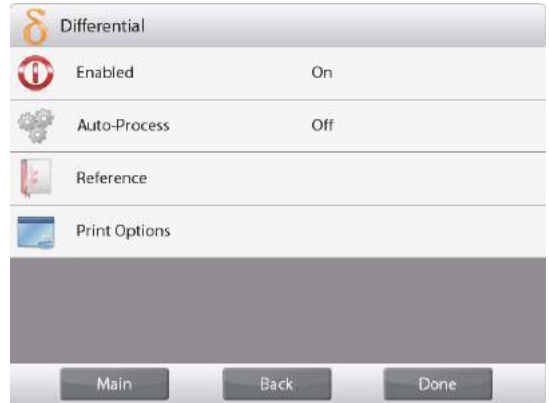 δ Differential
Enabled On
Auto-Process Off
Reference
Print Options
Main Back Done